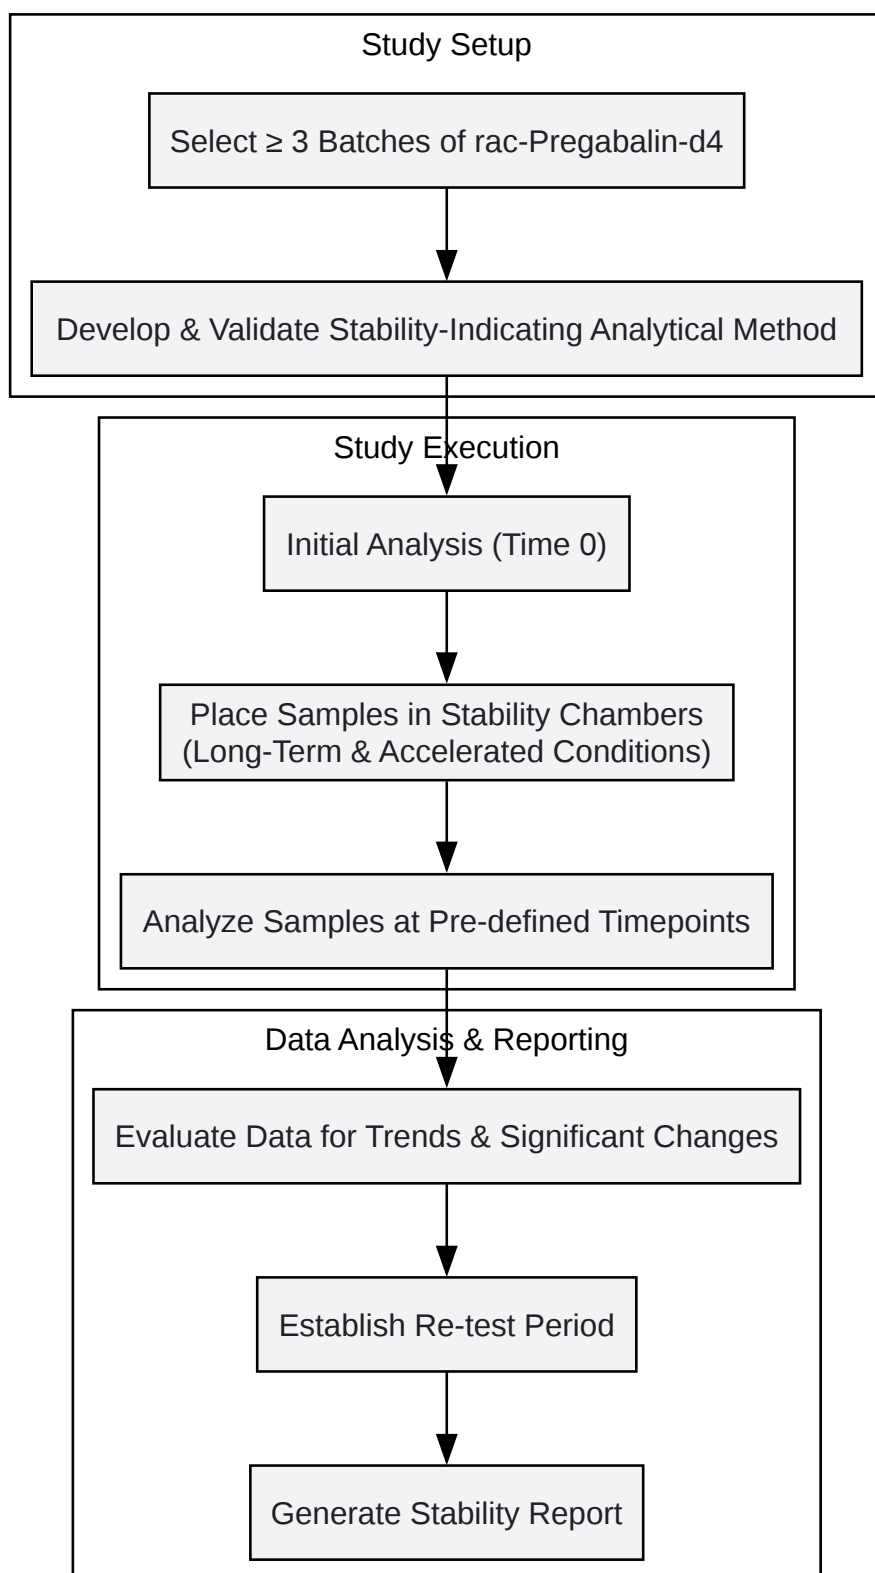 Study Setup
Select ≥ 3 Batches of rac-Pregabalin-d4
Develop & Validate Stability-Indicating Analytical Method
Study Execution
Initial Analysis (Time 0)
Place Samples in Stability Chambers
(Long-Term & Accelerated Conditions)
Analyze Samples at Pre-defined Timepoints
Data Analysis & Reporting
Evaluate Data for Trends & Significant Changes
Establish Re-test Period
Generate Stability Report